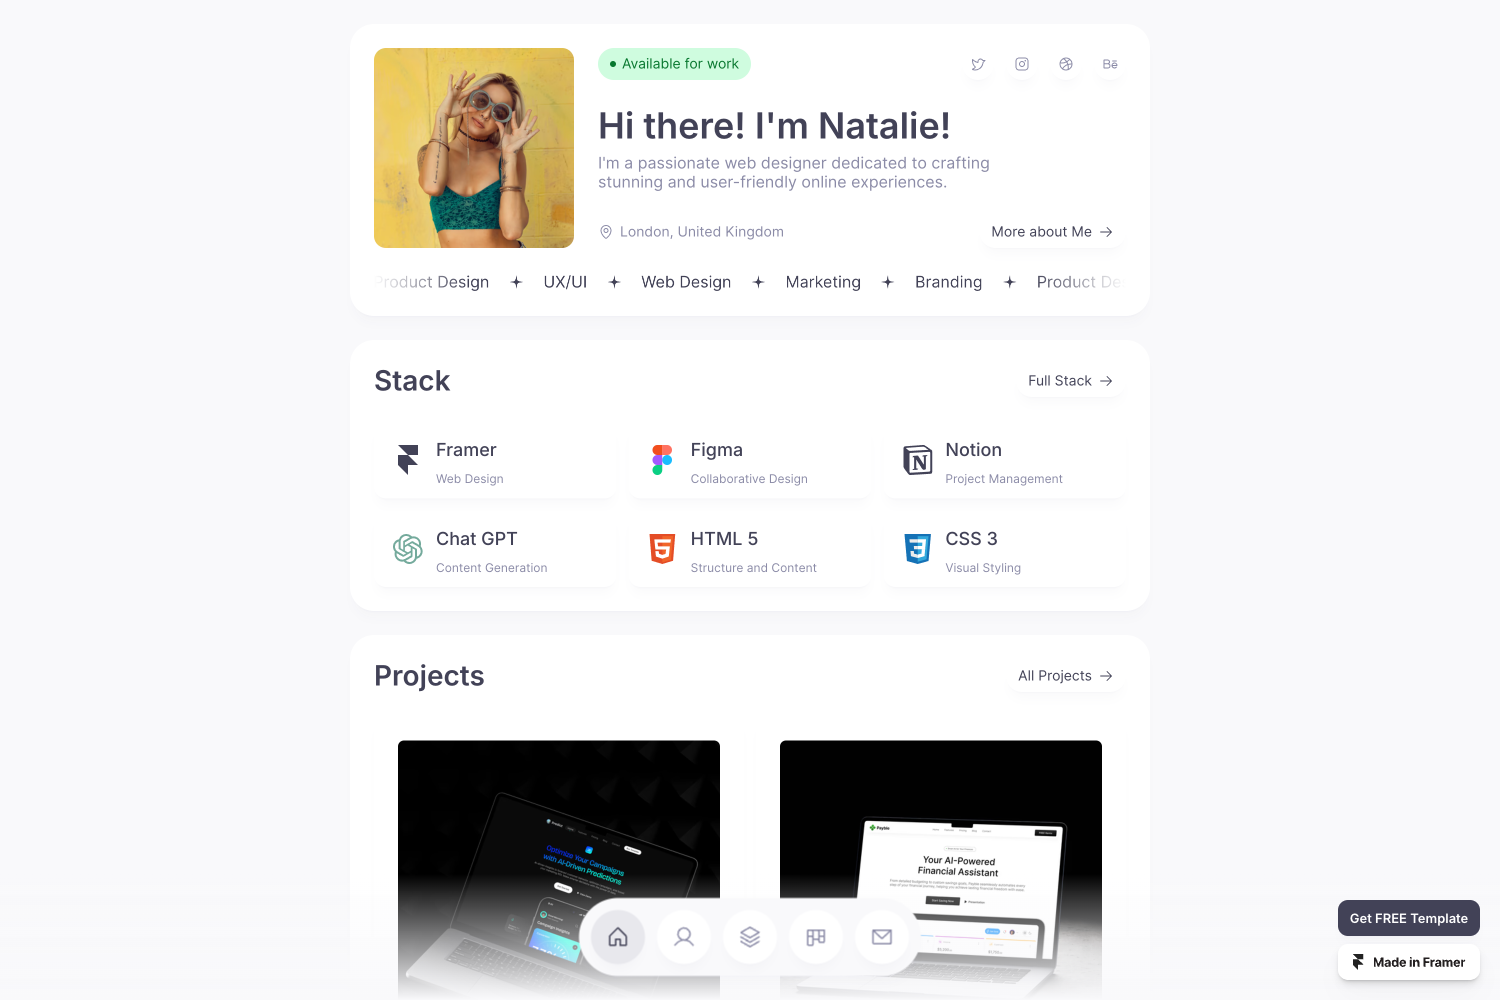 Available for work
Bē
Hi there! I'm Natalie!
I'm a passionate web designer dedicated to crafting
stunning and user-friendly online experiences.
London, United Kingdom
More about Me
Product Design UX/UI Web Design Marketing Branding Product De
Stack
Full Stack
Framer
Web Design
Figma
Collaborative Design
Notion
Project Management
Chat GPT
Content Generation
HTML 5
Structure and Content
CSS 3
Visual Styling
Projects
All Projects
Optimize Your Campaigns
with AI-Driven Predictions
Your AI-Powered
Financial Assistant
Get FREE Template
Made in Framer